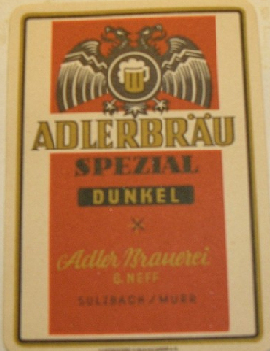 ADLERBRÄU
SPEZIAL
DUNKEL
Adler Brauerei
G. NEFF
SULZBACH/MURR